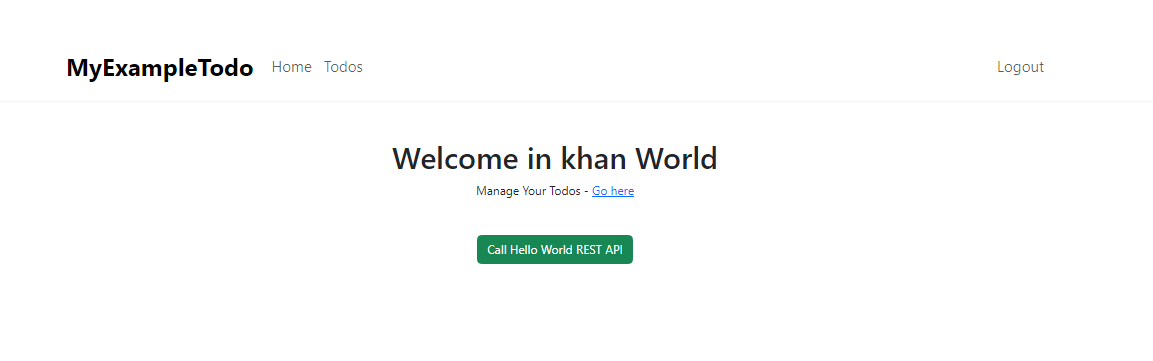 MyExampleTodo Home Todos Logout
Welcome in khan World
Manage Your Todos - Go here
Call Hello World REST API